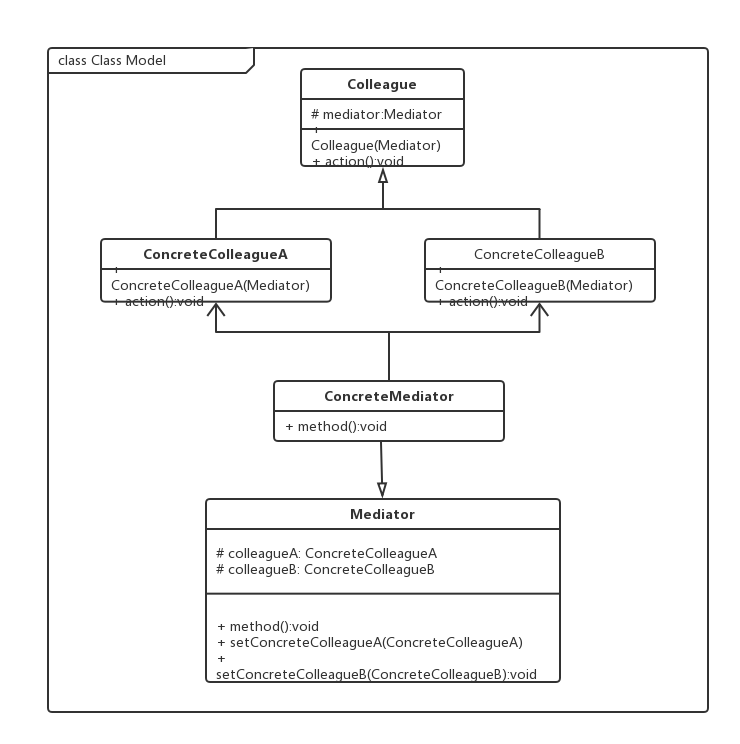 class Class Model
Colleague
# mediator:Mediator
+
Colleague(Mediator)
+ action():void
ConcreteColleagueA
+
ConcreteColleagueA(Mediator)
+ action():void
ConcreteColleagueB
+
ConcreteColleagueB(Mediator)
+ action():void
ConcreteMediator
+ method():void
Mediator
# colleagueA: ConcreteColleagueA
# colleagueB: ConcreteColleagueB
+ method():void
+ setConcreteColleagueA(ConcreteColleagueA)
+
setConcreteColleagueB(ConcreteColleagueB):void